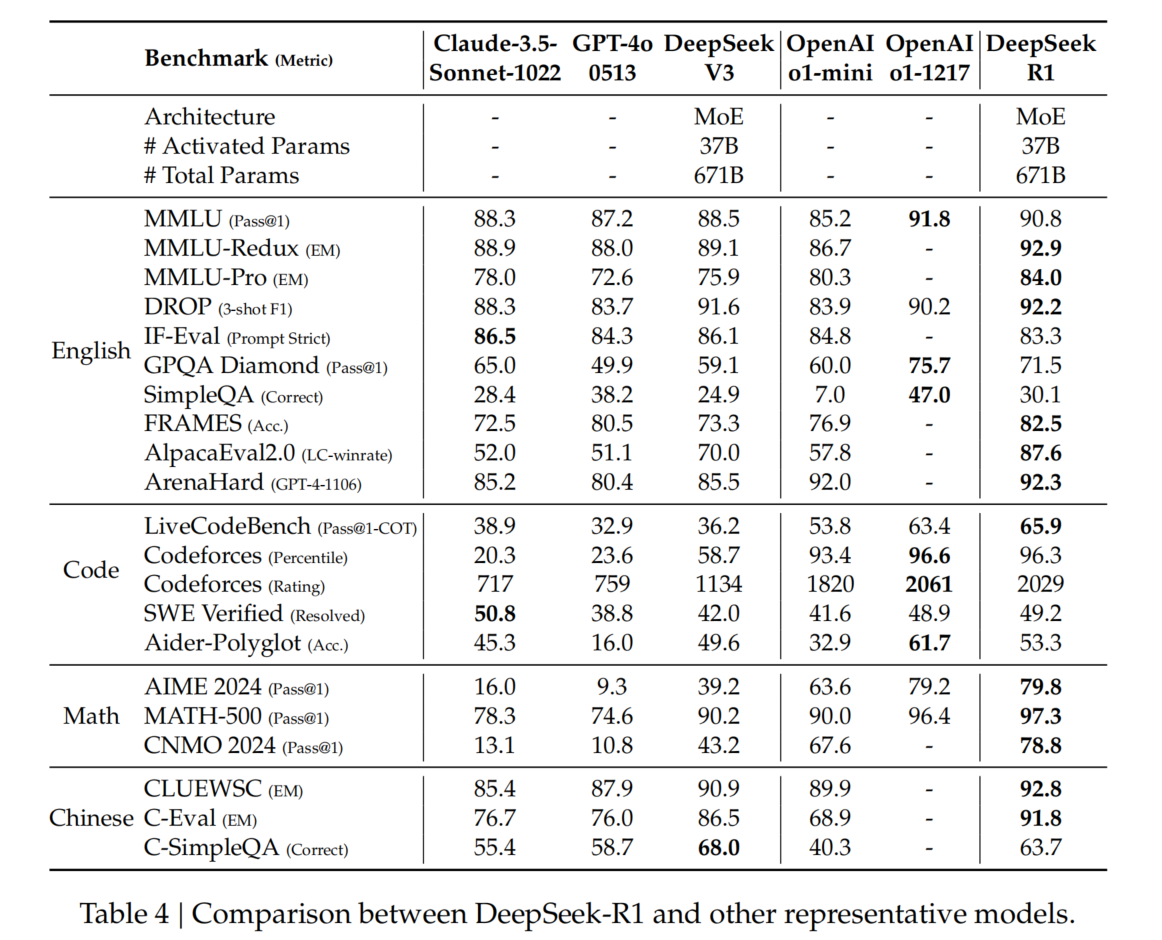 Benchmark (Metric) Claude-3.5-Sonnet-1022 GPT-4o 0513 DeepSeek V3 OpenAI o1-mini OpenAI o1-1217 DeepSeek R1
Architecture - - MoE - - MoE
# Activated Params - - 37B - - 37B
# Total Params - - 671B - - 671B
English
MMLU (Pass@1) 88.3 87.2 88.5 85.2 91.8 90.8
MMLU-Redux (EM) 88.9 88.0 89.1 86.7 - 92.9
MMLU-Pro (EM) 78.0 72.6 75.9 80.3 - 84.0
DROP (3-shot F1) 88.3 83.7 91.6 83.9 90.2 92.2
IF-Eval (Prompt Strict) 86.5 84.3 86.1 84.8 - 83.3
GPQA Diamond (Pass@1) 65.0 49.9 59.1 60.0 75.7 71.5
SimpleQA (Correct) 28.4 38.2 24.9 7.0 47.0 30.1
FRAMES (Acc.) 72.5 80.5 73.3 76.9 - 82.5
AlpacaEval2.0 (LC-winrate) 52.0 51.1 70.0 57.8 - 87.6
ArenaHard (GPT-4-1106) 85.2 80.4 85.5 92.0 - 92.3
Code
LiveCodeBench (Pass@1-COT) 38.9 32.9 36.2 53.8 63.4 65.9
Codeforces (Percentile) 20.3 23.6 58.7 93.4 96.6 96.3
Codeforces (Rating) 717 759 1134 1820 2061 2029
SWE Verified (Resolved) 50.8 38.8 42.0 41.6 48.9 49.2
Aider-Polyglot (Acc.) 45.3 16.0 49.6 32.9 61.7 53.3
Math
AIME 2024 (Pass@1) 16.0 9.3 39.2 63.6 79.2 79.8
MATH-500 (Pass@1) 78.3 74.6 90.2 90.0 96.4 97.3
CNMO 2024 (Pass@1) 13.1 10.8 43.2 67.6 - 78.8
Chinese
CLUEWSC (EM) 85.4 87.9 90.9 89.9 - 92.8
C-Eval (EM) 76.7 76.0 86.5 68.9 - 91.8
C-SimpleQA (Correct) 55.4 58.7 68.0 40.3 - 63.7
Table 4 | Comparison between DeepSeek-R1 and other representative models.